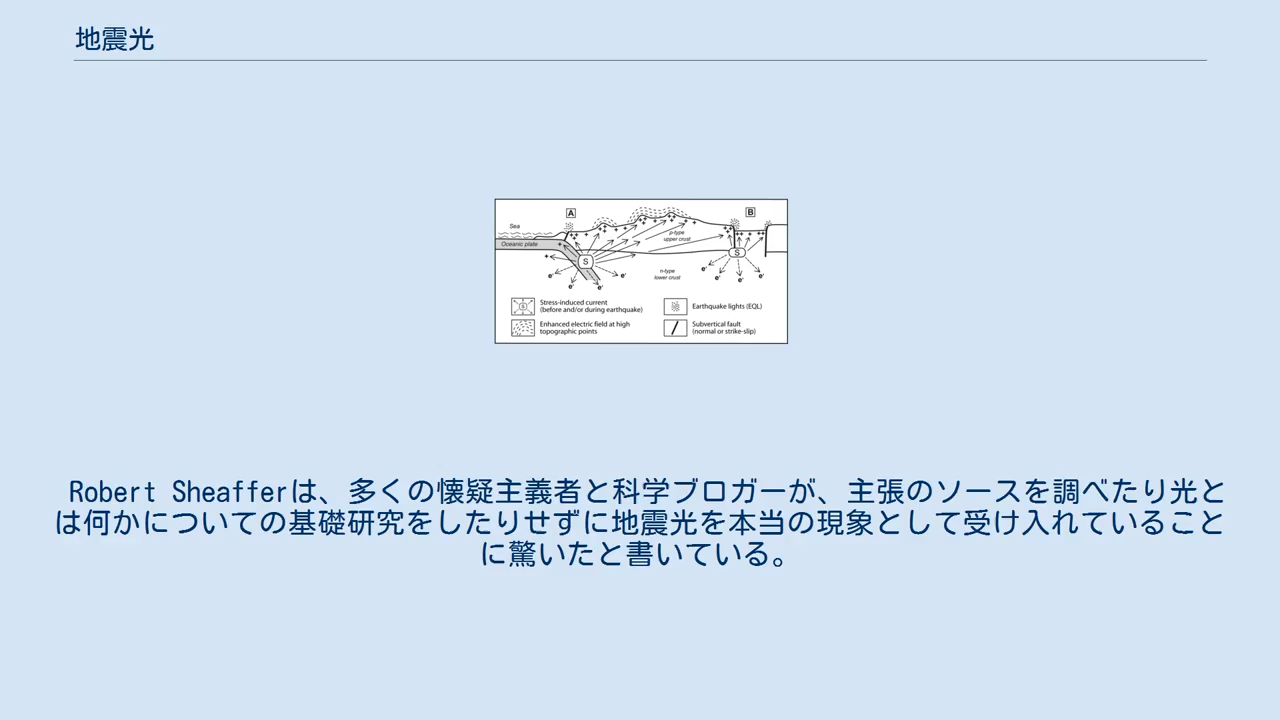 地震光
A
B
Sea
Oceanic plate
p-type
upper crust
n-type
lower crust
S
S
+
e'
e'
e'
e'
e'
e'
e'
e'
S
Stress-induced current
(before and/or during earthquake)
Enhanced electric field at high
topographic points
Earthquake lights (EQL)
Subvertical fault
(normal or strike-slip)
Robert Sheafferは、多くの懐疑主義者と科学ブロガーが、主張のソースを調べたり光と
は何かについての基礎研究をしたりせずに地震光を本当の現象として受け入れていること
に驚いたと書いている。